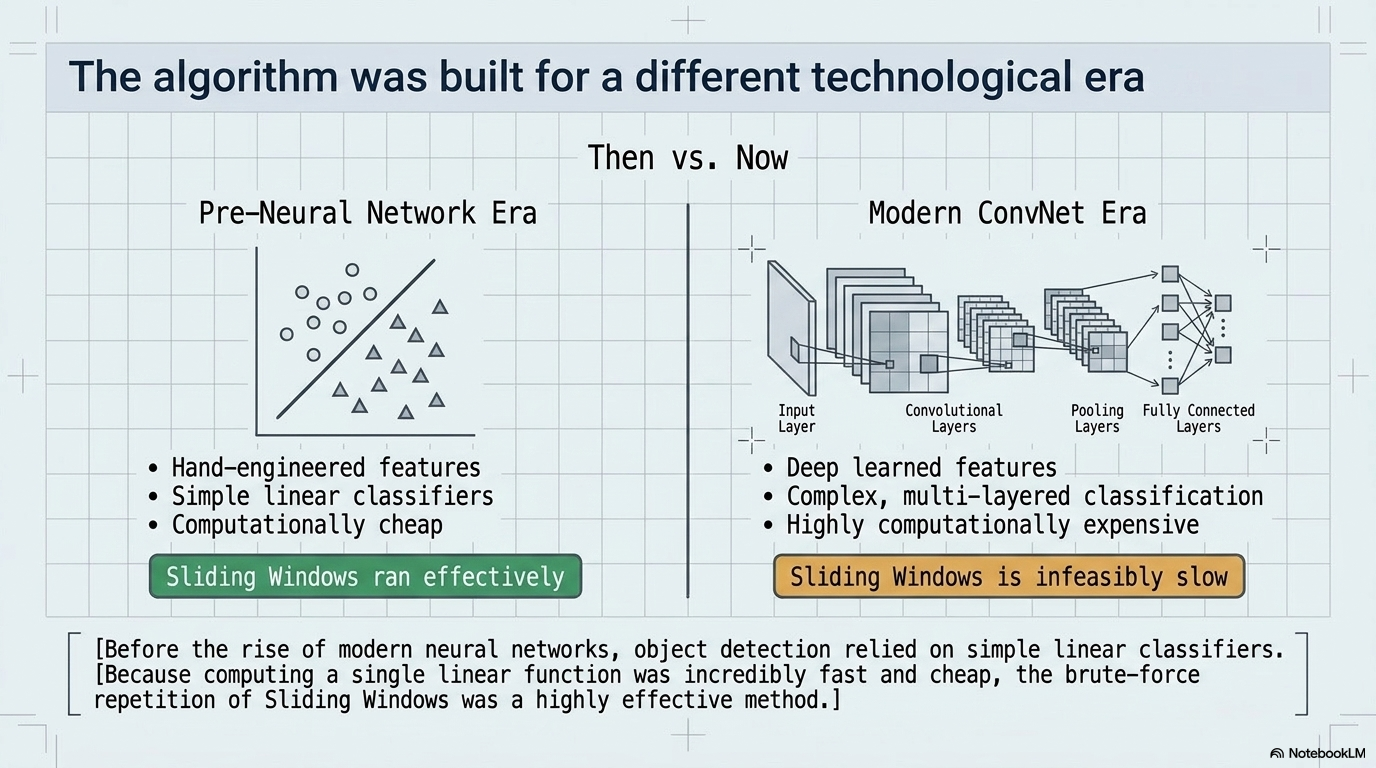 The algorithm was built for a different technological era
Then vs. Now
Pre-Neural Network Era
• Hand-engineered features
• Simple linear classifiers
• Computationally cheap
Sliding Windows ran effectively
Modern ConvNet Era
Input
Layer
Convolutional
Layers
Pooling
Layers
Fully Connected
Layers
• Deep learned features
• Complex, multi-layered classification
• Highly computationally expensive
Sliding Windows is infeasibly slow
[Before the rise of modern neural networks, object detection relied on simple linear classifiers.
[Because computing a single linear function was incredibly fast and cheap, the brute-force
repetition of Sliding Windows was a highly effective method.]
NotebookLM